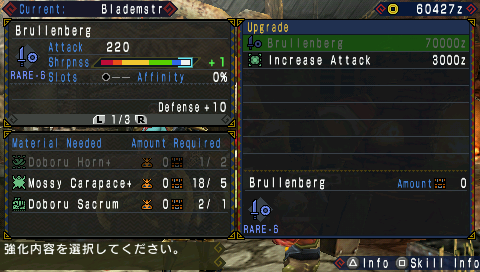 Current: Blademstr
60427z
Brullenberg
Attack 220
Shrpnss +1
RARE-6
Slots ●-- Affinity 0%
Defense+10
L 1/3 R
Material Needed Amount Required
Doboru Horn+ 0 1/ 2
Mossy Carapace+ 0 18/ 5
Doboru Sacrum 0 2/ 1
Upgrade
Brullenberg 70000z
Increase Attack 3000z
Brullenberg Amount 0
RARE-6
強化内容を選択してください。
Info Skill Info